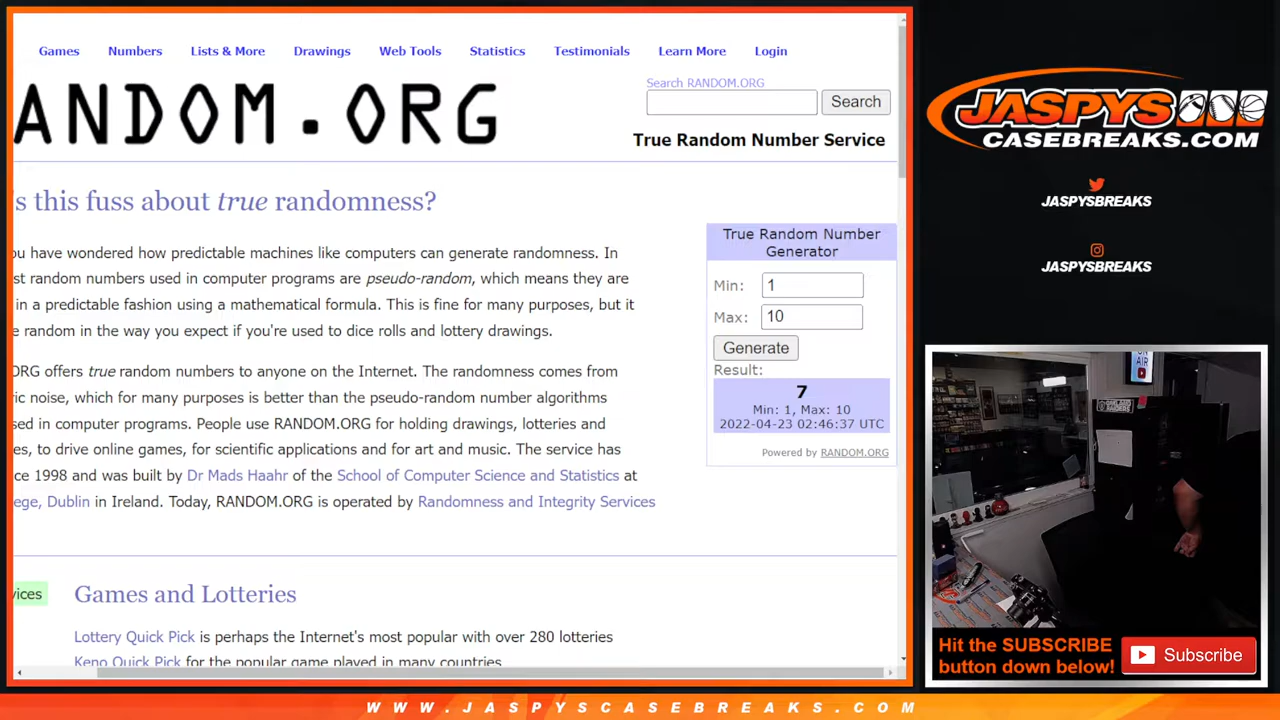 Games Numbers Lists & More Drawings Web Tools Statistics Testimonials Learn More Login
ANDOM.ORG
Search RANDOM.ORG
Search
True Random Number Service
s this fuss about true randomness?
ou have wondered how predictable machines like computers can generate randomness. In
st random numbers used in computer programs are pseudo-random, which means they are
in a predictable fashion using a mathematical formula. This is fine for many purposes, but it
e random in the way you expect if you're used to dice rolls and lottery drawings.
ORG offers true random numbers to anyone on the Internet. The randomness comes from
ric noise, which for many purposes is better than the pseudo-random number algorithms
sed in computer programs. People use RANDOM.ORG for holding drawings, lotteries and
es, to drive online games, for scientific applications and for art and music. The service has
ce 1998 and was built by Dr Mads Haahr of the School of Computer Science and Statistics at
ege, Dublin in Ireland. Today, RANDOM.ORG is operated by Randomness and Integrity Services
True Random Number
Generator
Min: 1
Max: 10
Generate
Result:
7
Min: 1, Max: 10
2022-04-23 02:46:37 UTC
Powered by RANDOM.ORG
vices
Games and Lotteries
Lottery Quick Pick is perhaps the Internet's most popular with over 280 lotteries
Keno Quick Pick for the popular game played in many countries
JASPYS
CASEBREAKS.COM
JASPYSBREAKS
JASPYSBREAKS
ON
AIR
Hit the SUBSCRIBE
button down below!
Subscribe
WWW.JASPYSCASEBREAKS.COM